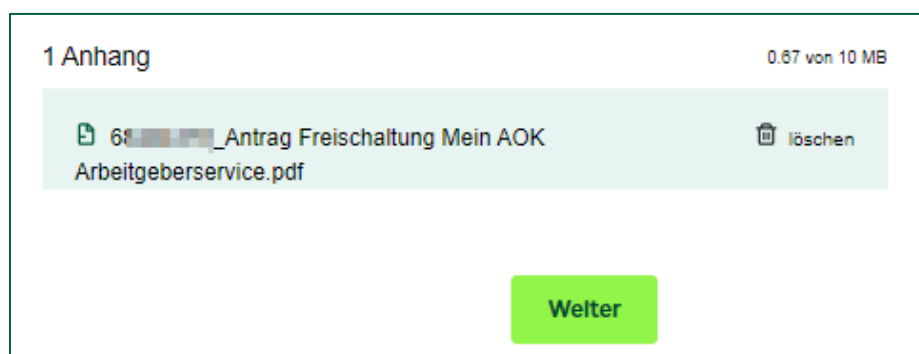 1 Anhang
0.67 von 10 MB
_Antrag Freischaltung Mein AOK
löschen
Arbeitgeberservice.pdf
Weiter